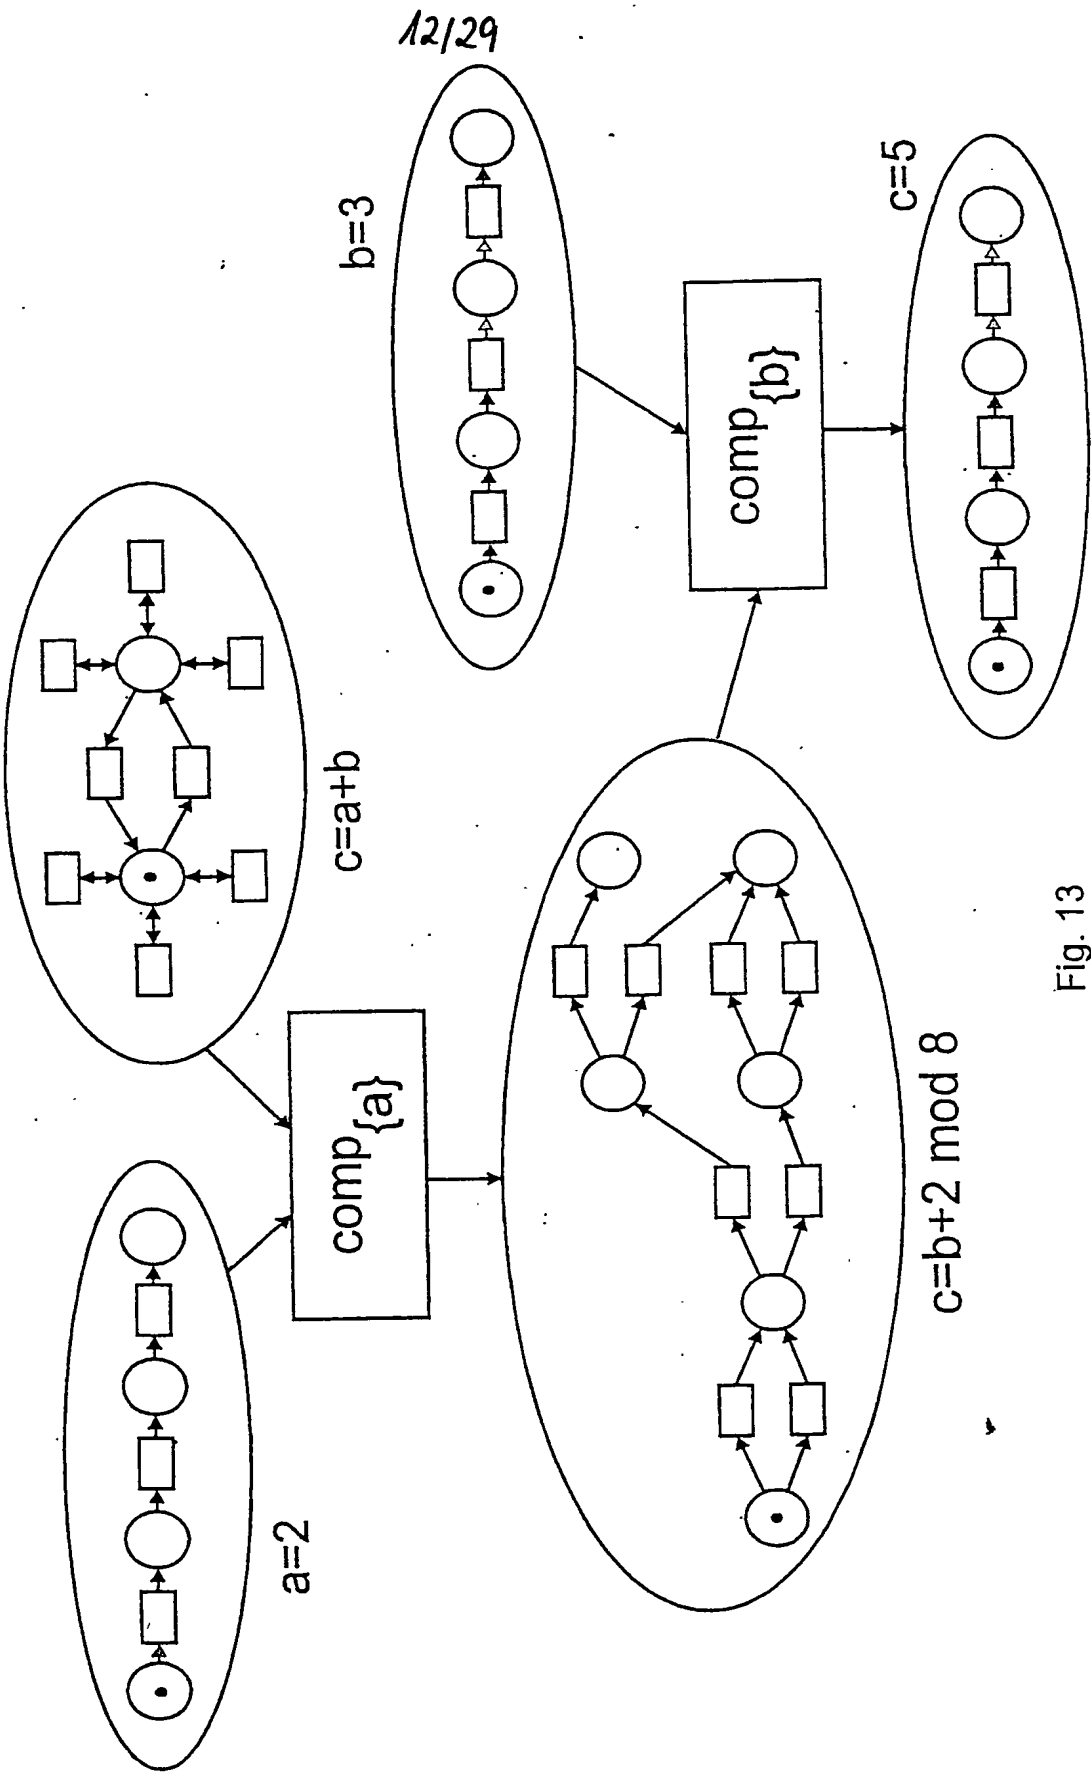 12/29
a=2
c=a+b
b=3
comp{a}
comp{b}
c=b+2 mod 8
c=5
Fig. 13